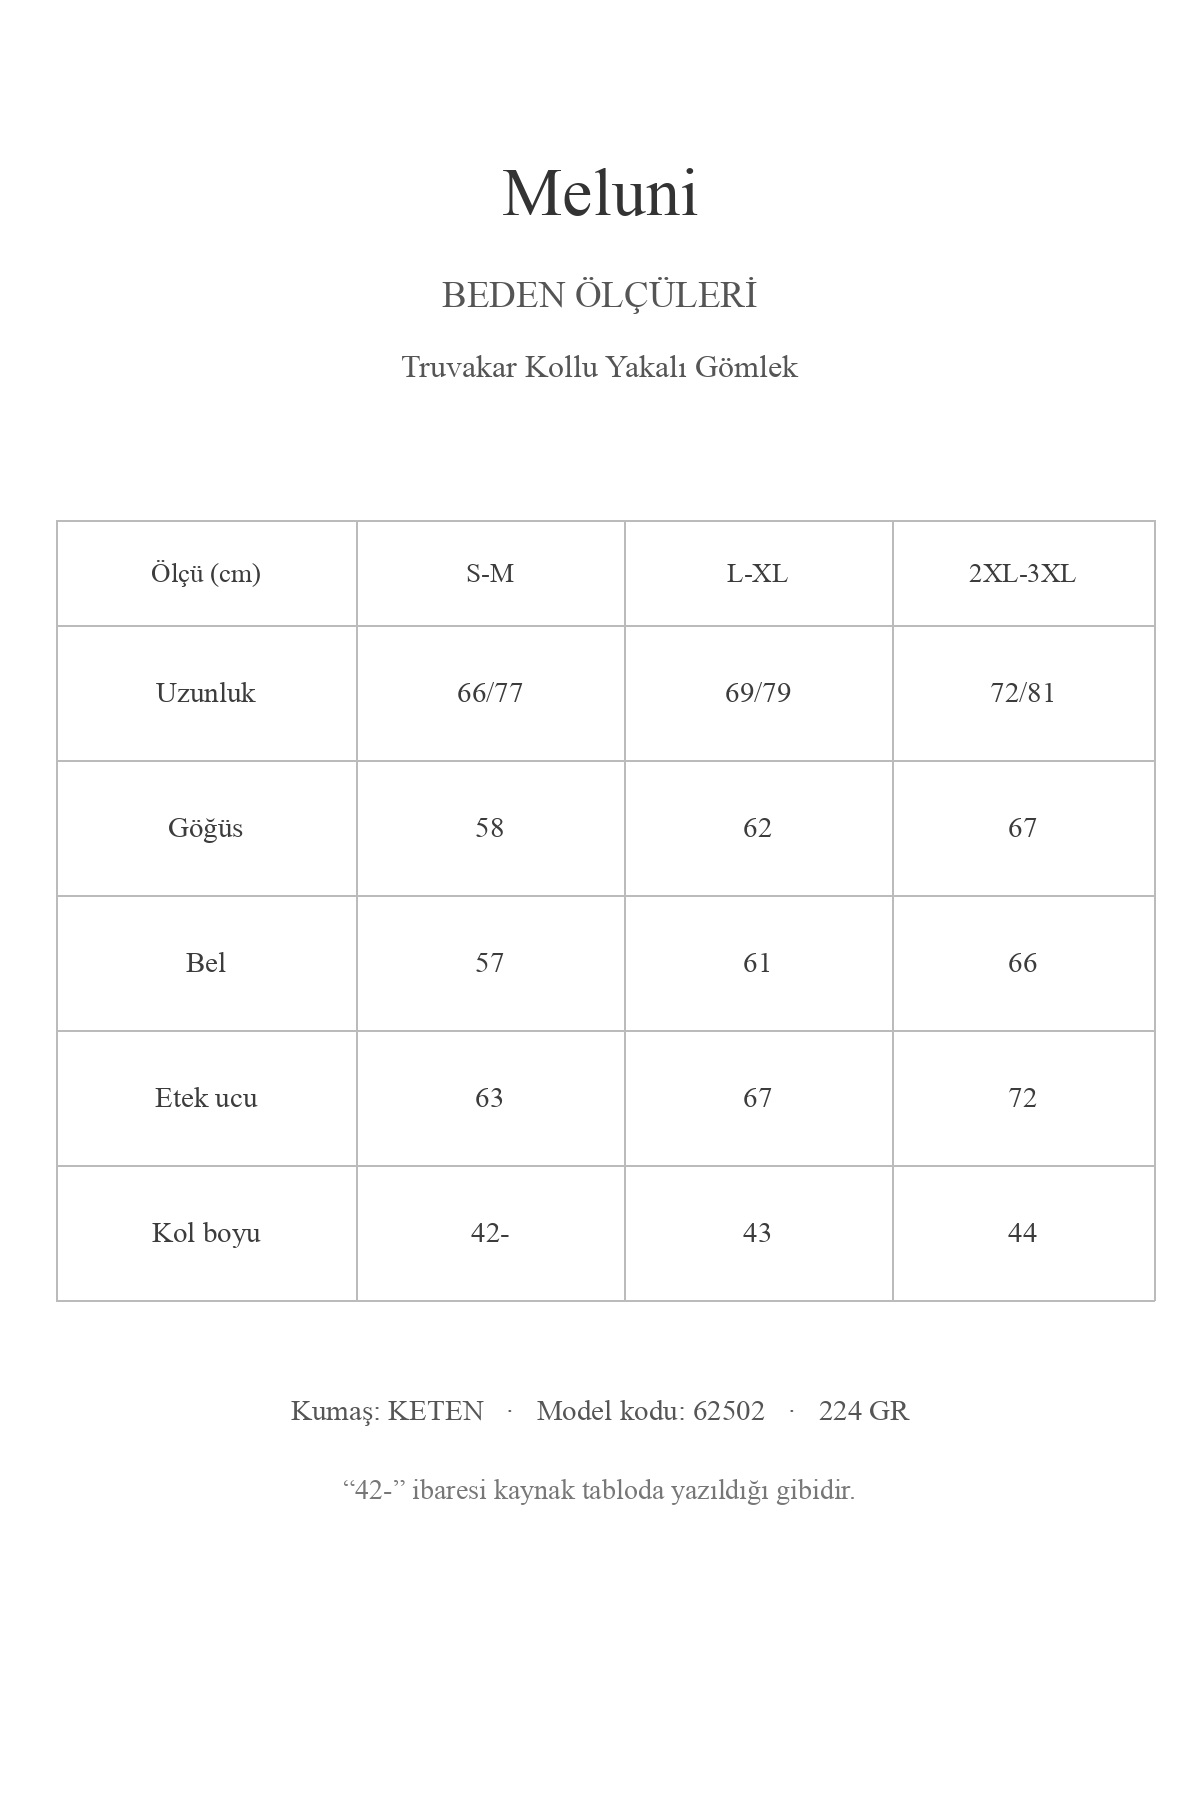 Meluni
BEDEN ÖLÇÜLERİ
Truvakar Kollu Yakalı Gömlek
Ölçü (cm) S-M L-XL 2XL-3XL
Uzunluk 66/77 69/79 72/81
Göğüs 58 62 67
Bel 57 61 66
Etek ucu 63 67 72
Kol boyu 42- 43 44
Kumaş: KETEN · Model kodu: 62502 · 224 GR
“42-” ibaresi kaynak tabloda yazıldığı gibidir.